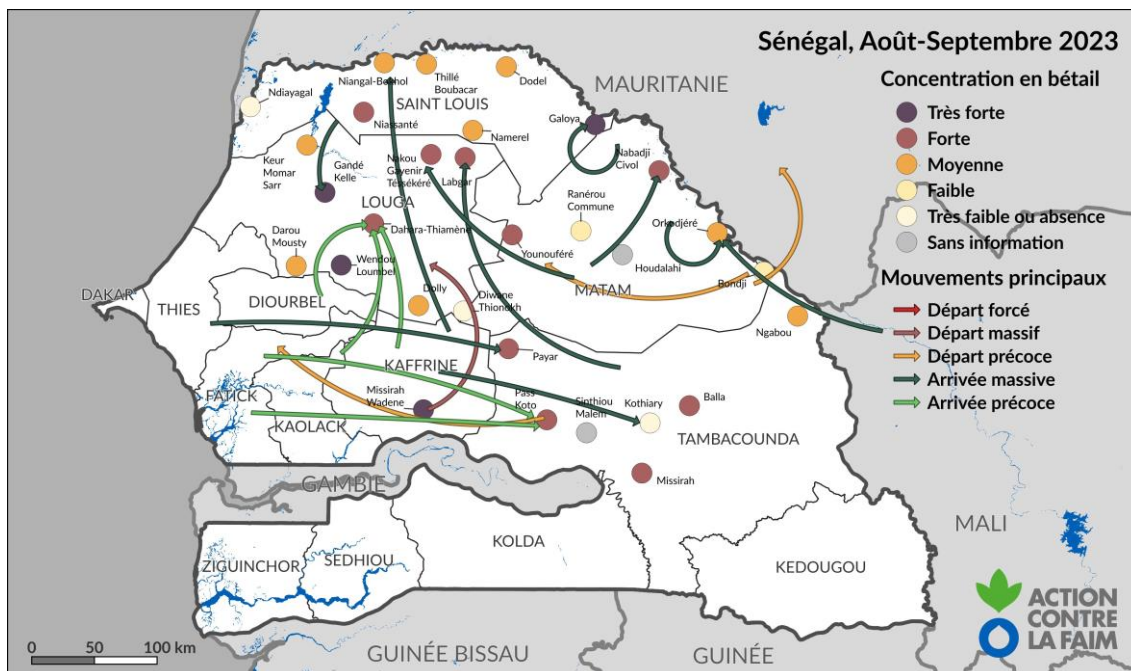 Sénégal, Août-Septembre 2023
Concentration en bétail
Très forte
Forte
Moyenne
Faible
Très faible ou absence
Sans information
Mouvements principaux
Départ forcé
Départ massif
Départ précoce
Arrivée massive
Arrivée précoce
MAURITANIE
Niangal-Bethol
Thillé
Boubacar
Dodel
Ndiayagal
SAINT LOUIS
Niassanté
Galoya
Namerel
Keur
Momar
Sarr
Gandé
Kelle
Nakou
Gayenir
Téssékéré
Labgar
Nabadji
Civol
Ranérou
Commune
LOUGA
Dahara-Thiamène
Orkodjéré
Darou
Mousty
Younouféré
Wendou
Loumbel
Houdalahi
Bondji
MATAM
DAKAR
THIES
DIOURBEL
Dolly
Diwane
Thionokh
Ngabou
Payar
KAFFRINE
Missirah
Wadene
FATICK
Pass
Koto
Sinthiou
Malem
Kothiary
Balla
KAOLACK
TAMBACOUNDA
Missirah
GAMBIE
MALI
KOLDA
ZIGUINCHOR
SEDHIOU
KEDOUGOU
0 50 100 km
GUINÉE BISSAU
GUINÉE
ACTION
CONTRE
LA FAIM